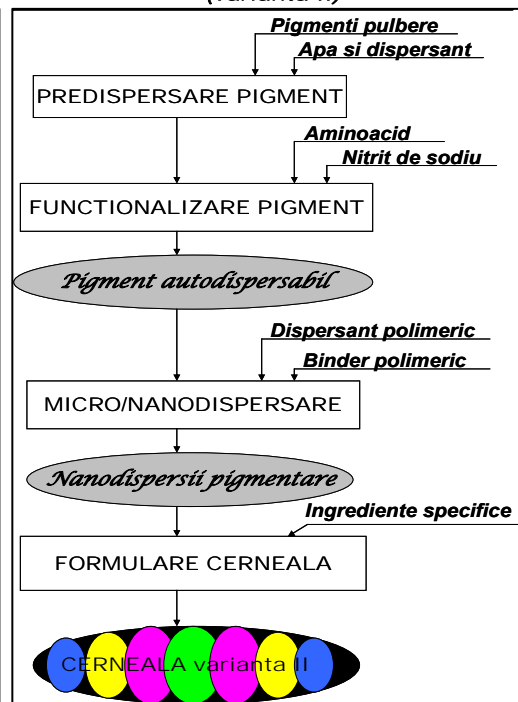 Pigmenti pulbere
Apa si dispersant
PREDISPERSARE PIGMENT
Aminoacid
Nitrit de sodiu
FUNCTIONALIZARE PIGMENT
Pigment autodispersabil
Dispersant polimeric
Binder polimeric
MICRO/NANODISPERSARE
Nanodispersii pigmentare
Ingrediente specifice
FORMULARE CERNEALA
CERNEALA varianta II